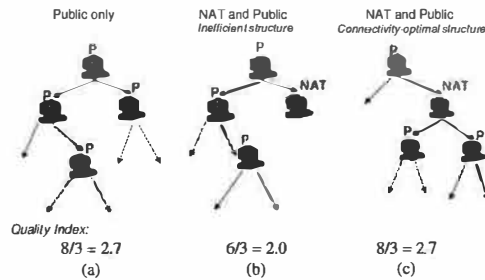 Public only
NAT and Public
Inefficient structure
NAT and Public
Connectivity-optimal structure
P
P
P
P
P
P
NAT
P
P
NAT
P
P
Quality Index:
8/3 = 2.7
6/3 = 2.0
8/3 = 2.7
(a)
(b)
(c)